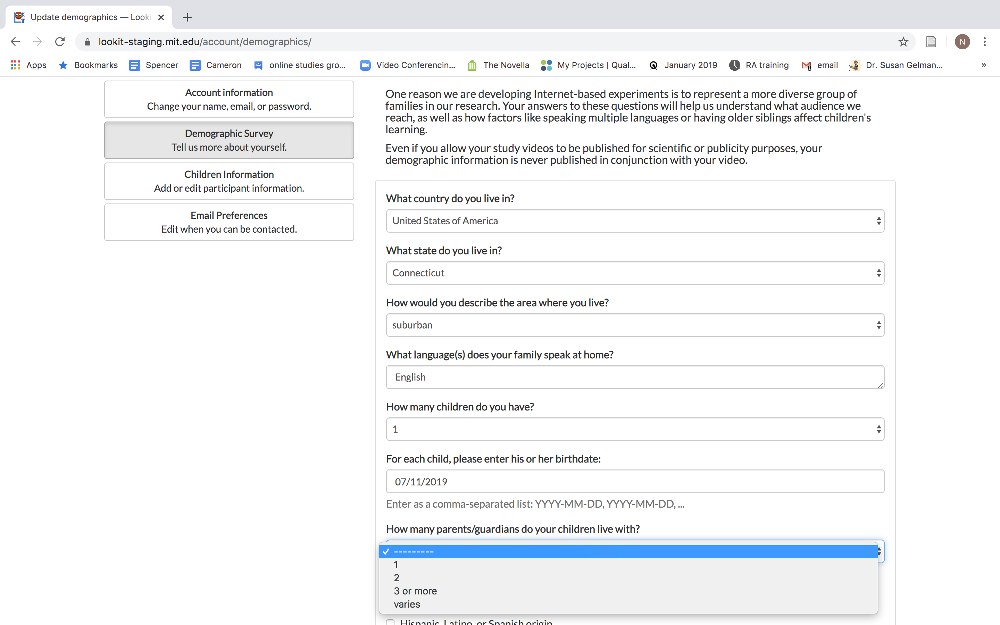 Update demographics — Looki
lookit-staging.mit.edu/account/demographics/
N
Apps
Bookmarks
Spencer
Cameron
online studies gro...
Video Conferencin...
The Novella
My Projects | Qual...
January 2019
RA training
8
email
Dr. Susan Gelman...
»
Account information
Change your name, email, or password.
Demographic Survey
Tell us more about yourself.
Children Information
Add or edit participant information.
Email Preferences
Edit when you can be contacted.
One reason we are developing Internet-based experiments is to represent a more diverse group of
families in our research. Your answers to these questions will help us understand what audience we
reach, as well as how factors like speaking multiple languages or having older siblings affect children's
learning.
Even if you allow your study videos to be published for scientific or publicity purposes, your
demographic information is never published in conjunction with your video.
What country do you live in?
United States of America
What state do you live in?
Connecticut
How would you describe the area where you live?
suburban
What language(s) does your family speak at home?
English
How many children do you have?
1
For each child, please enter his or her birthdate:
07/11/2019
Enter as a comma-separated list: YYYY-MM-DD, YYYY-MM-DD, ...
How many parents/guardians do your children live with?
✓ ---------
1
2
3 or more
varies
Hispanic, Latino, or Spanish origin